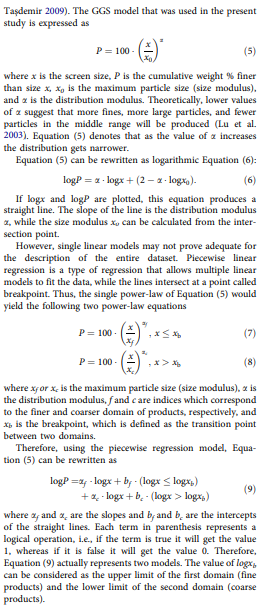 Taşdemir 2009). The GGS model that was used in the present
study is expressed as
P = 100 · (x/x₀)^α (5)
where x is the screen size, P is the cumulative weight % finer
than size x, x₀ is the maximum particle size (size modulus),
and α is the distribution modulus. Theoretically, lower values
of α suggest that more fines, more large particles, and fewer
particles in the middle range will be produced (Lu et al.
2003). Equation (5) denotes that as the value of α increases
the distribution gets narrower.
Equation (5) can be rewritten as logarithmic Equation (6):
logP = α · logx + (2 − α · logx₀). (6)
If logx and logP are plotted, this equation produces a
straight line. The slope of the line is the distribution modulus
α, while the size modulus x₀ can be calculated from the inter-
section point.
However, single linear models may not prove adequate for
the description of the entire dataset. Piecewise linear
regression is a type of regression that allows multiple linear
models to fit the data, while the lines intersect at a point called
breakpoint. Thus, the single power-law of Equation (5) would
yield the following two power-law equations
P = 100 · (x/x_f)^α_f, x ≤ x_b (7)
P = 100 · (x/x_c)^α_c, x > x_b (8)
where x_f or x_c is the maximum particle size (size modulus), α is
the distribution modulus, f and c are indices which correspond
to the finer and coarser domain of products, respectively, and
x_b is the breakpoint, which is defined as the transition point
between two domains.
Therefore, using the piecewise regression model, Equa-
tion (5) can be rewritten as
logP = α_f · logx + b_f · (logx ≤ logx_b)
+ α_c · logx + b_c · (logx > logx_b) (9)
where α_f and α_c are the slopes and b_f and b_c are the intercepts
of the straight lines. Each term in parenthesis represents a
logical operation, i.e., if the term is true it will get the value
1, whereas if it is false it will get the value 0. Therefore,
Equation (9) actually represents two models. The value of logx_b
can be considered as the upper limit of the first domain (fine
products) and the lower limit of the second domain (coarse
products).